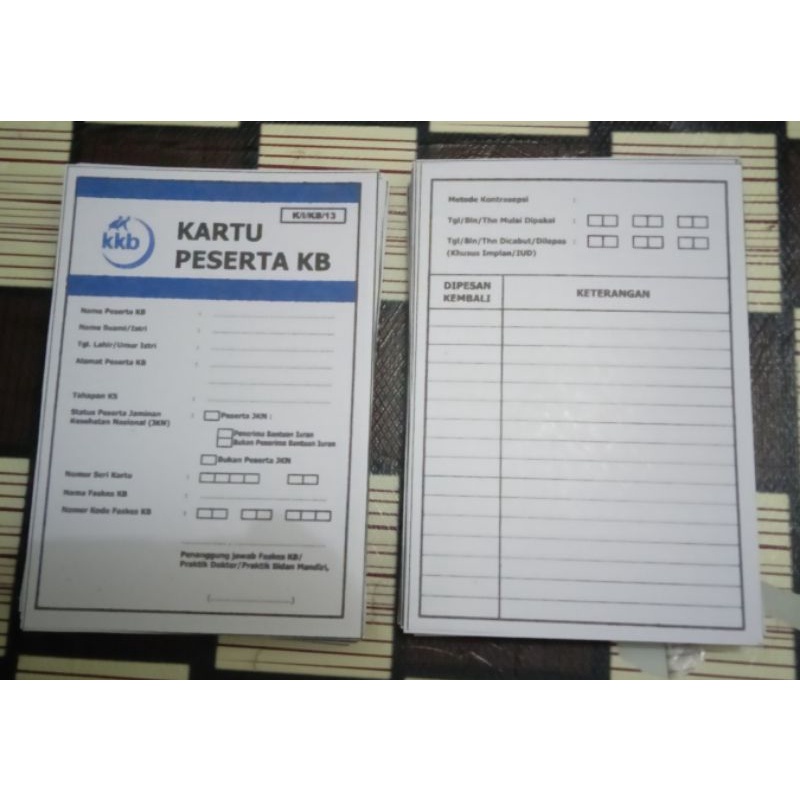 K/I/KB/13
kkb
KARTU
PESERTA KB
Nama Peserta KB :
Nama Suami/Istri :
Tgl. Lahir/Umur Istri :
Alamat Peserta KB :
Tahapan KS :
Status Peserta Jaminan : Peserta JKN :
Kesehatan Nasional (JKN)
Penerima Bantuan Iuran
Bukan Penerima Bantuan Iuran
Bukan Peserta JKN
Nomor Seri Kartu :
Nama Faskes KB :
Nomor Kode Faskes KB :
Penanggung jawab Faskes KB/
Praktik Dokter/Praktik Bidan Mandiri,
Metode Kontrasepsi :
Tgl/Bln/Thn Mulai Dipakai :
Tgl/Bln/Thn Dicabut/Dilepas :
(Khusus Implan/IUD)
DIPESAN
KEMBALI
KETERANGAN